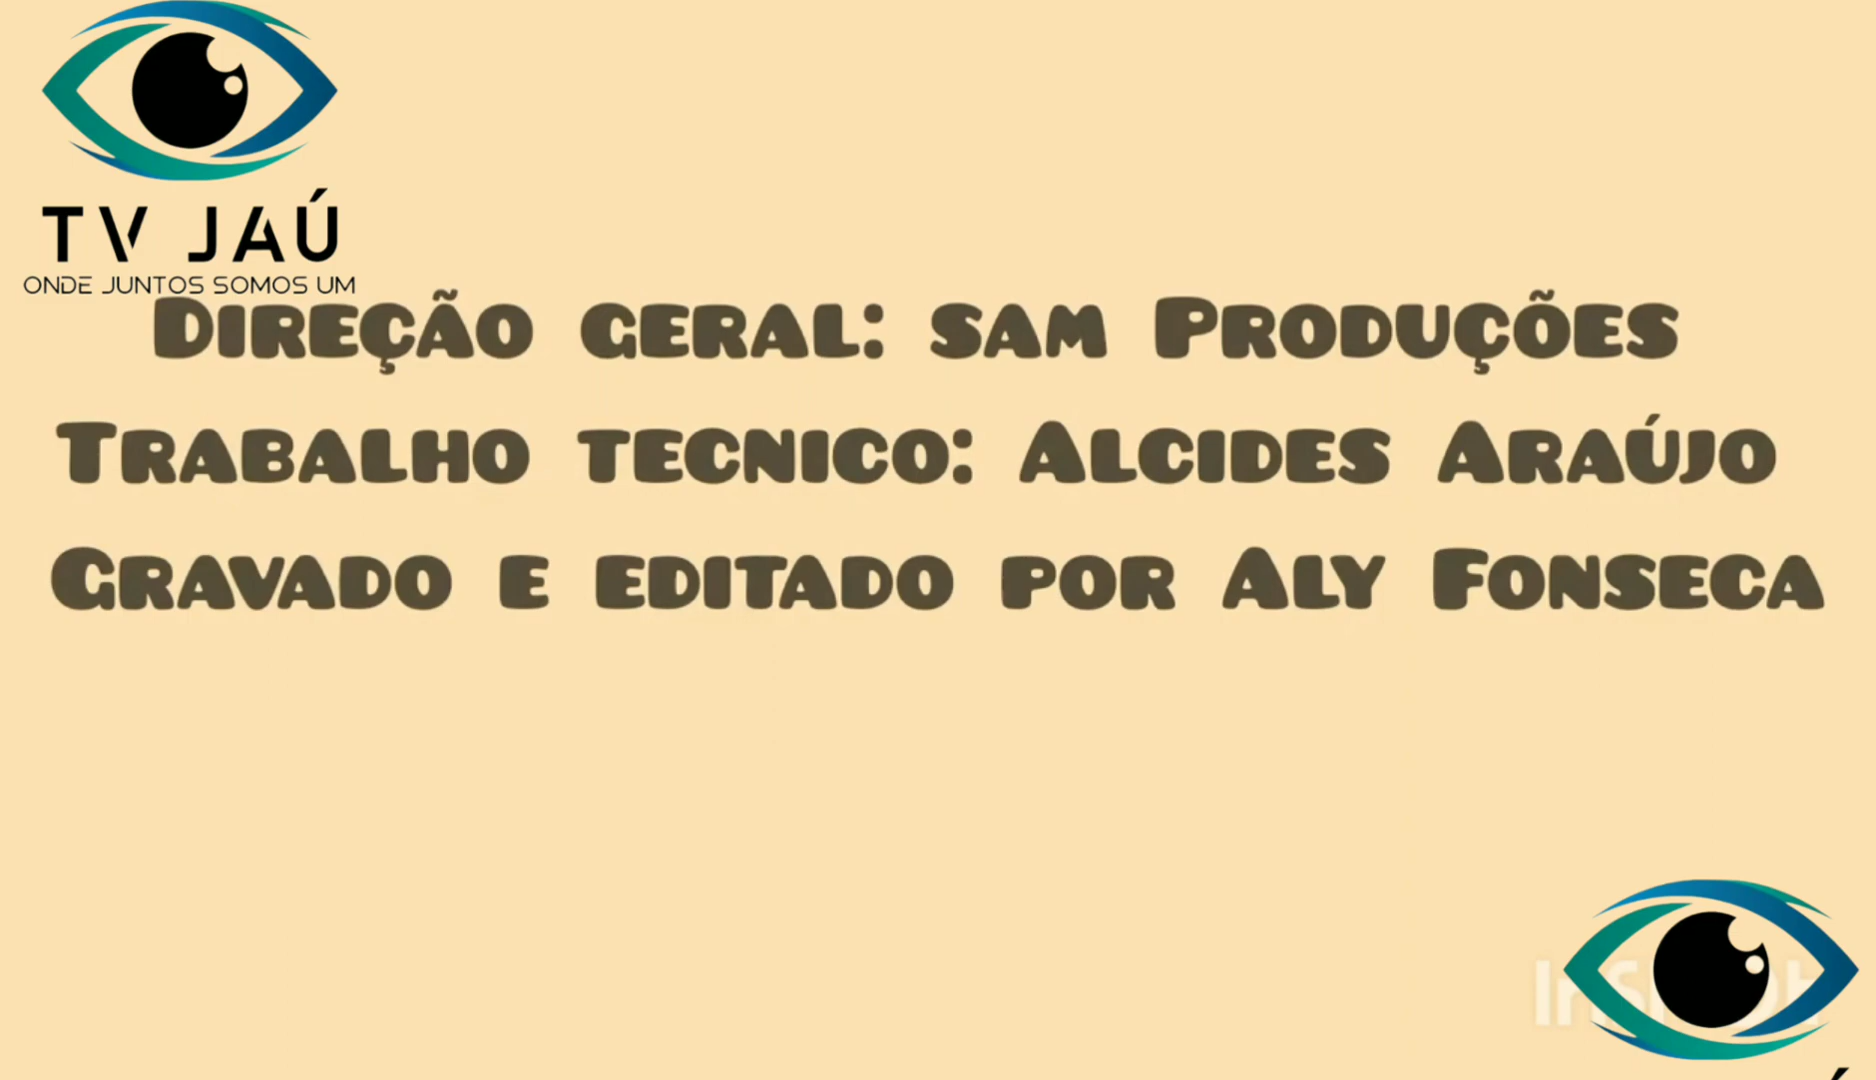 TV JAÚ
ONDE JUNTOS SOMOS UM
Direção geral: sam Produções
Trabalho tecnico: Alcides Araújo
Gravado e editado por Aly Fonseca